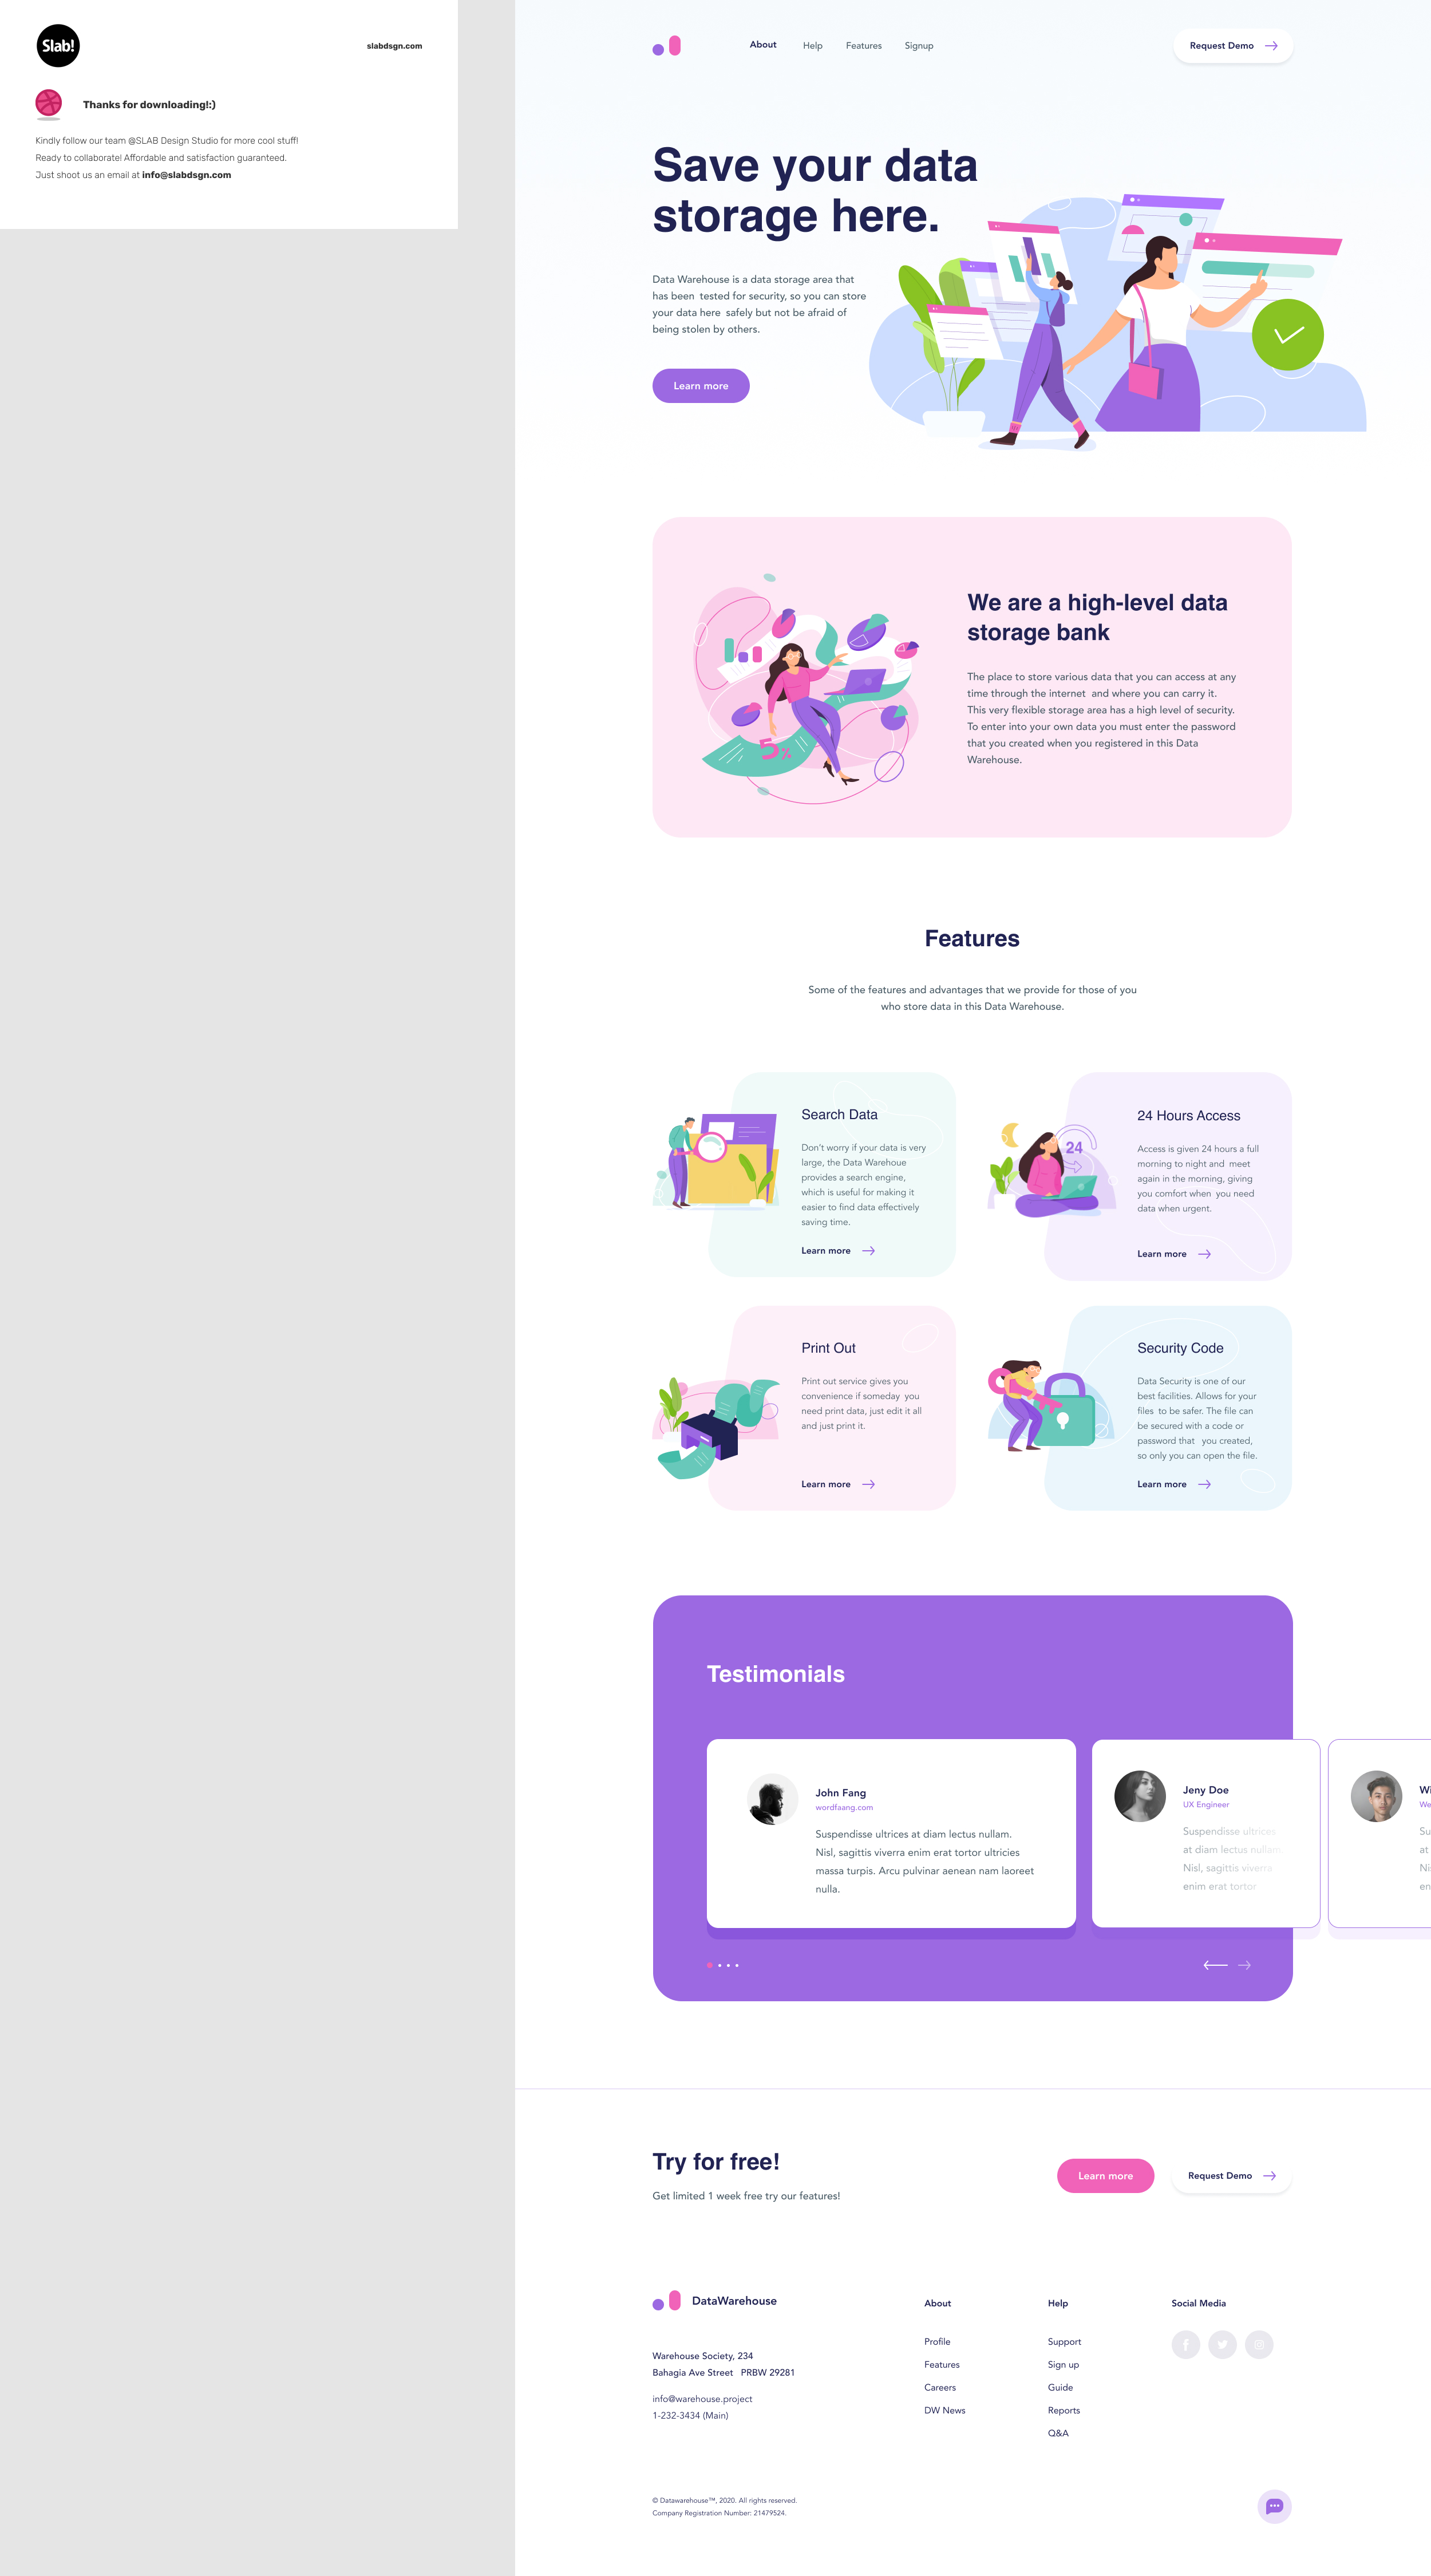 Slab!
slabdsgn.com
Thanks for downloading!:)
Kindly follow our team @SLAB Design Studio for more cool stuff!
Ready to collaborate! Affordable and satisfaction guaranteed.
Just shoot us an email at info@slabdsgn.com
About
Help
Features
Signup
Request Demo
Save your data
storage here.
Data Warehouse is a data storage area that
has been tested for security, so you can store
your data here safely but not be afraid of
being stolen by others.
Learn more
5%
We are a high-level data
storage bank
The place to store various data that you can access at any
time through the internet and where you can carry it.
This very flexible storage area has a high level of security.
To enter into your own data you must enter the password
that you created when you registered in this Data
Warehouse.
Features
Some of the features and advantages that we provide for those of you
who store data in this Data Warehouse.
Search Data
Don't worry if your data is very
large, the Data Warehoue
provides a search engine,
which is useful for making it
easier to find data effectively
saving time.
Learn more
24
24 Hours Access
Access is given 24 hours a full
morning to night and meet
again in the morning, giving
you comfort when you need
data when urgent.
Learn more
Print Out
Print out service gives you
convenience if someday you
need print data, just edit it all
and just print it.
Learn more
Security Code
Data Security is one of our
best facilities. Allows for your
files to be safer. The file can
be secured with a code or
password that you created,
so only you can open the file.
Learn more
Testimonials
John Fang
wordfaang.com
Suspendisse ultrices at diam lectus nullam.
Nisl, sagittis viverra enim erat tortor ultricies
massa turpis. Arcu pulvinar aenean nam laoreet
nulla.
Jeny Doe
UX Engineer
Suspendisse ultrices
at diam lectus nullam.
Nisl, sagittis viverra
enim erat tortor
Wi
We
Su
at
Nis
en
Try for free!
Get limited 1 week free try our features!
Learn more
Request Demo
DataWarehouse
Warehouse Society, 234
Bahagia Ave Street PRBW 29281
info@warehouse.project
1-232-3434 (Main)
About
Profile
Features
Careers
DW News
Help
Support
Sign up
Guide
Reports
Q&A
Social Media
© Datawarehouse™, 2020. All rights reserved.
Company Registration Number: 21479524.